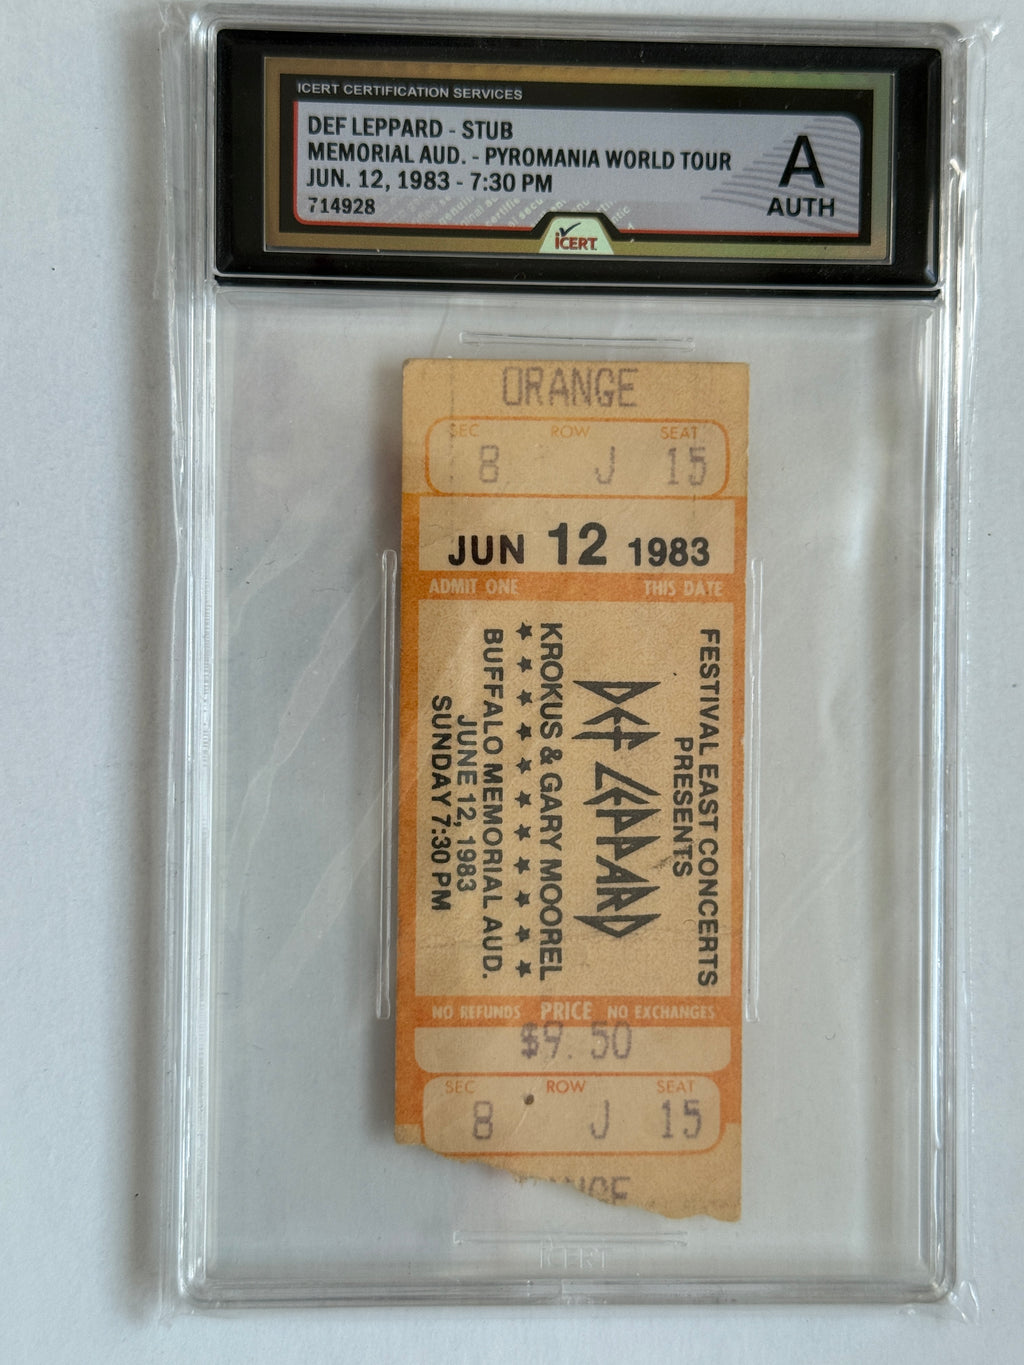 ICERT CERTIFICATION SERVICES
DEF LEPPARD - STUB
MEMORIAL AUD. - PYROMANIA WORLD TOUR
JUN. 12, 1983 - 7:30 PM
714928
A
AUTH
iCERT
ORANGE
SEC ROW SEAT
8 J 15
JUN 12 1983
ADMIT ONE THIS DATE
FESTIVAL EAST CONCERTS
PRESENTS
DEF LEPPARD
KROKUS & GARY MOOREL
★ ★ ★ ★ ★ ★ ★ ★ ★ ★ ★
BUFFALO MEMORIAL AUD.
JUNE 12, 1983
SUNDAY 7:30 PM
NO REFUNDS PRICE NO EXCHANGES
$9.50
SEC ROW SEAT
8 J 15
iCERT